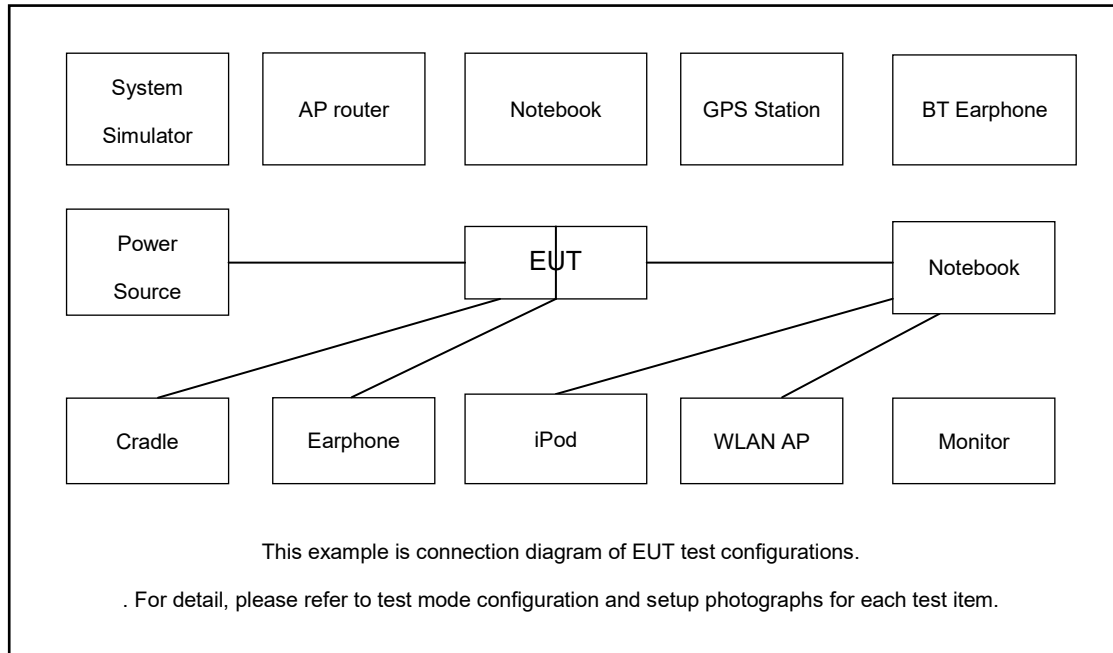 System
Simulator
AP router
Notebook
GPS Station
BT Earphone
Power
Source
EUT
Notebook
Cradle
Earphone
iPod
WLAN AP
Monitor
This example is connection diagram of EUT test configurations.
. For detail, please refer to test mode configuration and setup photographs for each test item.